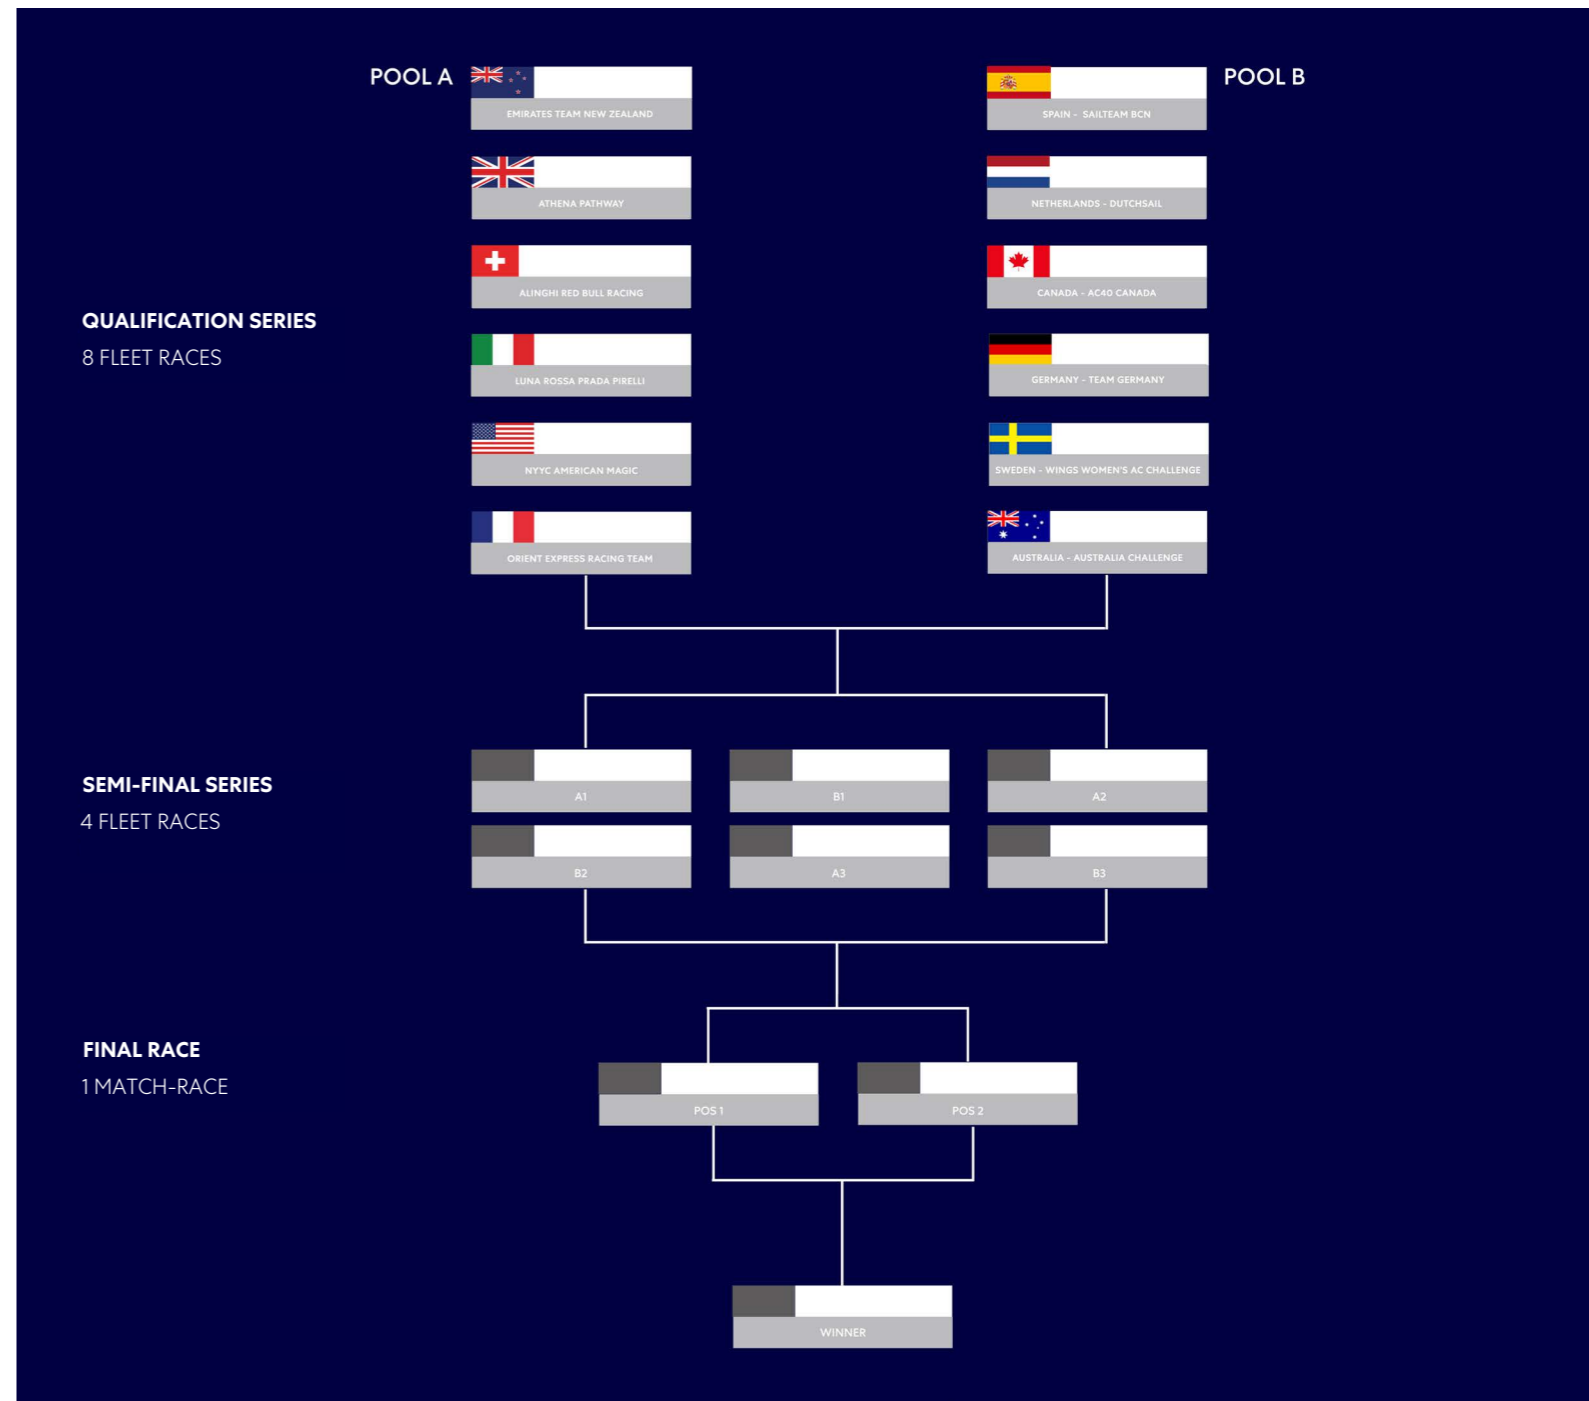 POOL A
POOL B
EMIRATES TEAM NEW ZEALAND
SPAIN - SAILTEAM BCN
ATHENA PATHWAY
NETHERLANDS - DUTCHSAIL
ALINGHI RED BULL RACING
CANADA - AC40 CANADA
QUALIFICATION SERIES
8 FLEET RACES
LUNA ROSSA PRADA PIRELLI
GERMANY - TEAM GERMANY
NYYC AMERICAN MAGIC
SWEDEN - WINGS WOMEN'S AC CHALLENGE
ORIENT EXPRESS RACING TEAM
AUSTRALIA - AUSTRALIA CHALLENGE
SEMI-FINAL SERIES
4 FLEET RACES
A1
B1
A2
B2
A3
B3
FINAL RACE
1 MATCH-RACE
POS 1
POS 2
WINNER